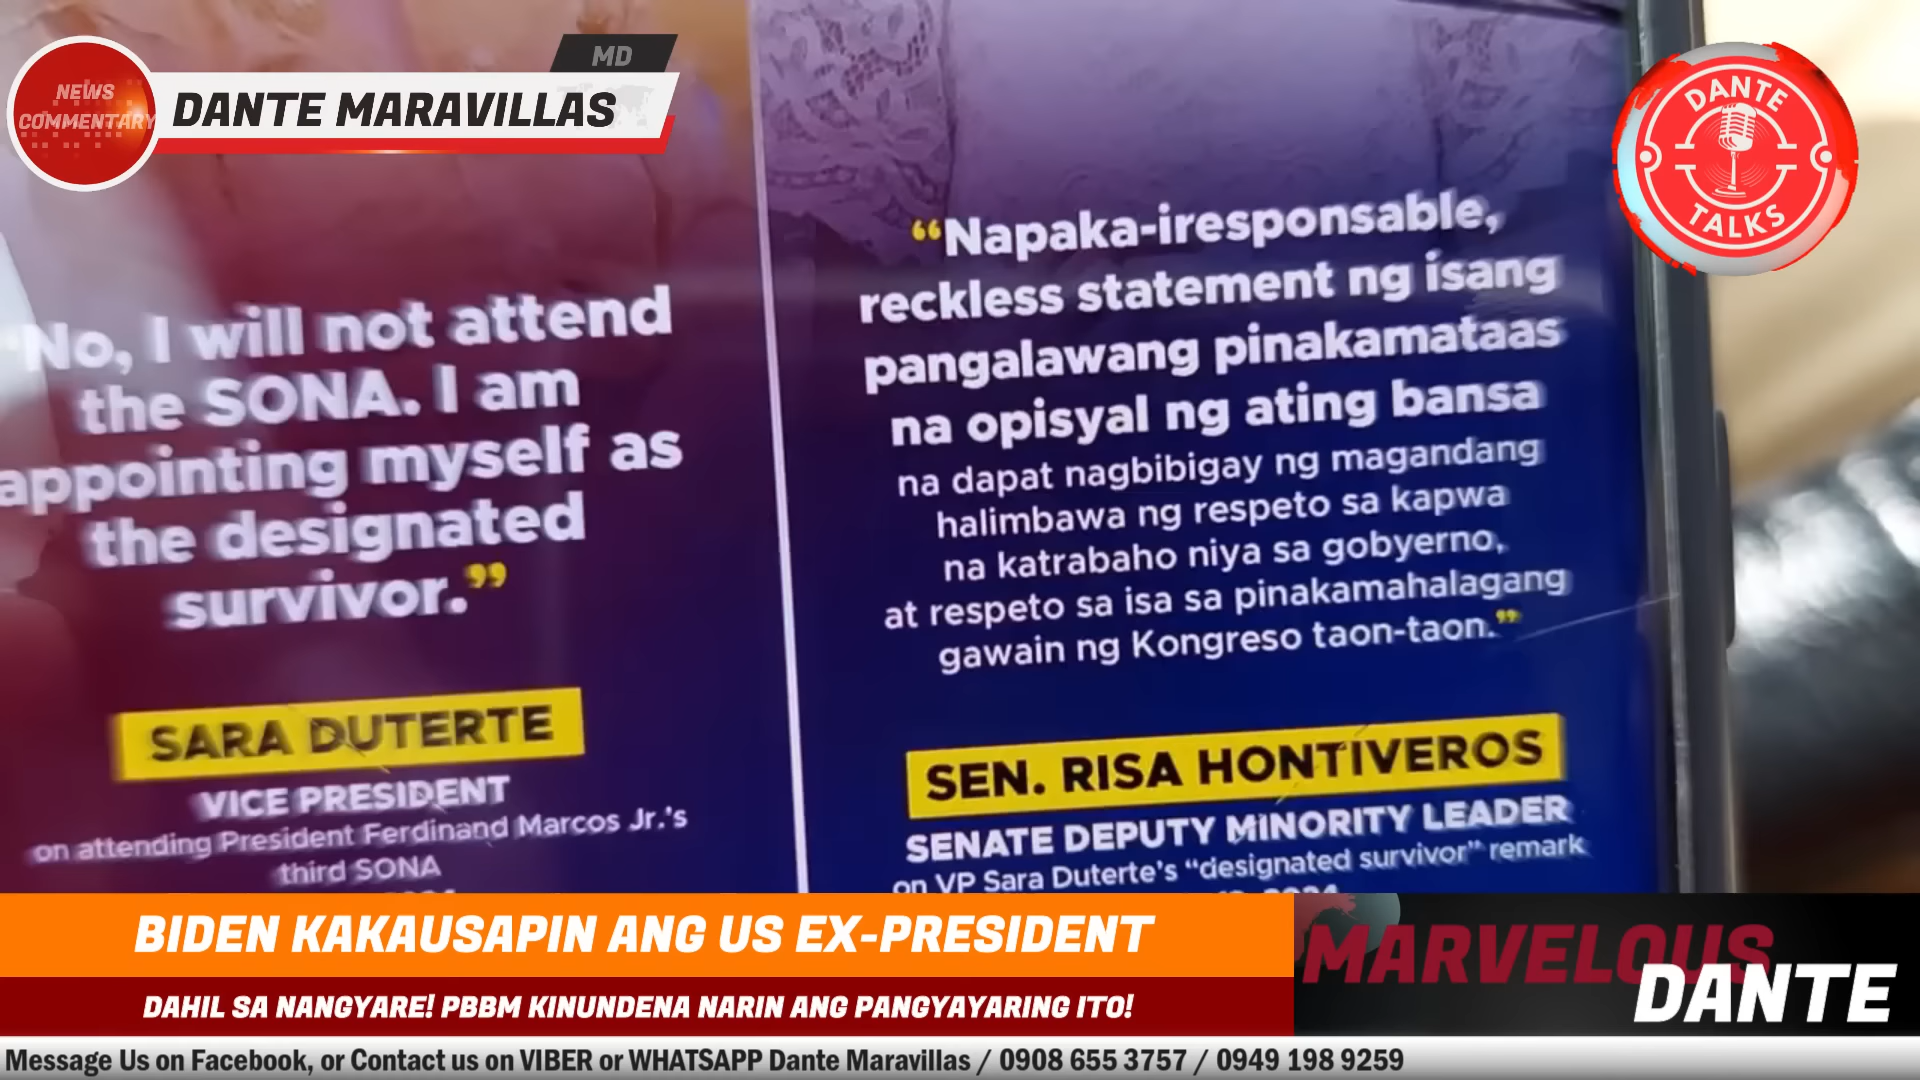 MD
NEWS
COMMENTARY
DANTE MARAVILLAS
DANTE
TALKS
No, I will not attend
the SONA. I am
appointing myself as
the designated
survivor.”
SARA DUTERTE
VICE PRESIDENT
on attending President Ferdinand Marcos Jr.'s
third SONA
“Napaka-iresponsable,
reckless statement ng isang
pangalawang pinakamataas
na opisyal ng ating bansa
na dapat nagbibigay ng magandang
halimbawa ng respeto sa kapwa
na katrabaho niya sa gobyerno,
at respeto sa isa sa pinakamahalagang
gawain ng Kongreso taon-taon.”
SEN. RISA HONTIVEROS
SENATE DEPUTY MINORITY LEADER
on VP Sara Duterte's “designated survivor” remark
BIDEN KAKAUSAPIN ANG US EX-PRESIDENT
DAHIL SA NANGYARE! PBBM KINUNDENA NARIN ANG PANGYAYARING ITO!
MARVELOUS
DANTE
Message Us on Facebook, or Contact us on VIBER or WHATSAPP Dante Maravillas / 0908 655 3757 / 0949 198 9259